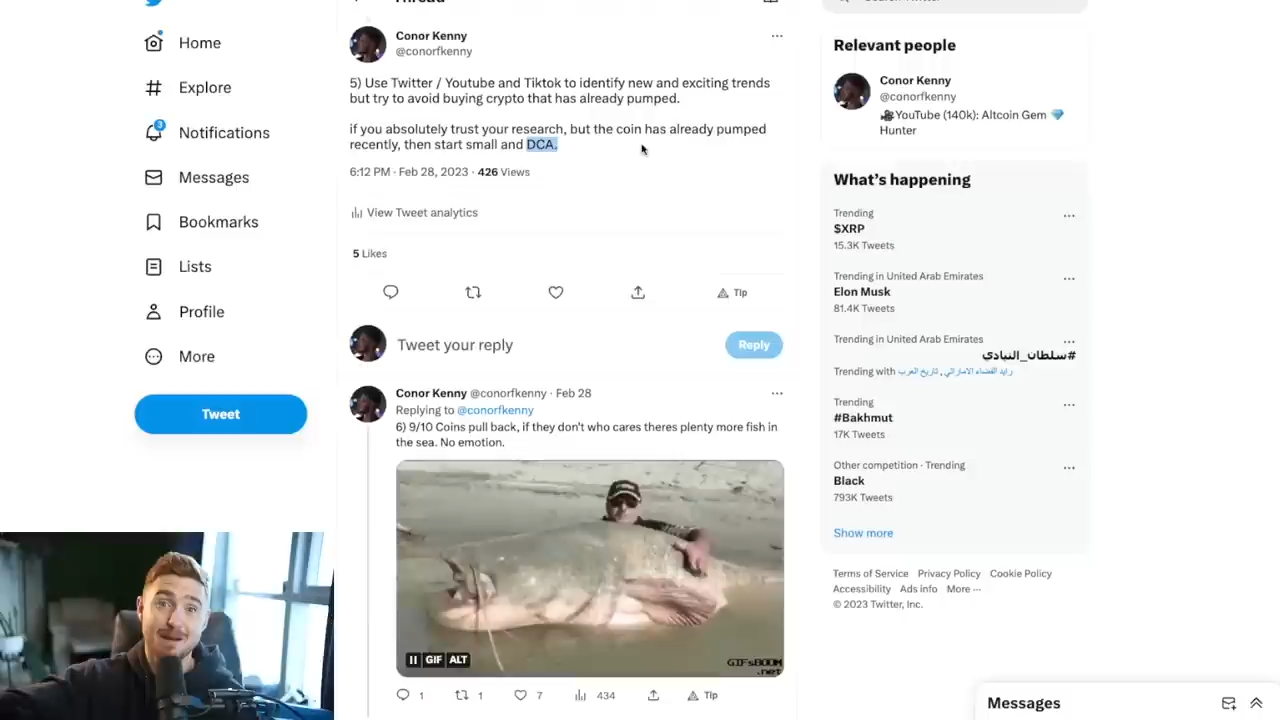 Home
Explore
3
Notifications
Messages
Bookmarks
Lists
Profile
More
Tweet
Conor Kenny
@conorfkenny
5) Use Twitter / Youtube and Tiktok to identify new and exciting trends
but try to avoid buying crypto that has already pumped.
if you absolutely trust your research, but the coin has already pumped
recently, then start small and DCA.
6:12 PM · Feb 28, 2023 · 426 Views
View Tweet analytics
5 Likes
Tip
Tweet your reply
Reply
Conor Kenny @conorfkenny · Feb 28
Replying to @conorfkenny
6) 9/10 Coins pull back, if they don't who cares theres plenty more fish in
the sea. No emotion.
GIF ALT
GIFsBOOM
.net
1 1 7 434 Tip
Relevant people
Conor Kenny
@conorfkenny
🎥YouTube (140k): Altcoin Gem 💎
Hunter
What's happening
Trending
$XRP
15.3K Tweets
Trending in United Arab Emirates
Elon Musk
81.4K Tweets
Trending in United Arab Emirates
#سلطان_النيادي
Trending with رايد الفضاء الاماراتي, تاريخ العرب
Trending
#Bakhmut
17K Tweets
Other competition · Trending
Black
793K Tweets
Show more
Terms of Service Privacy Policy Cookie Policy
Accessibility Ads info More ···
© 2023 Twitter, Inc.
Messages